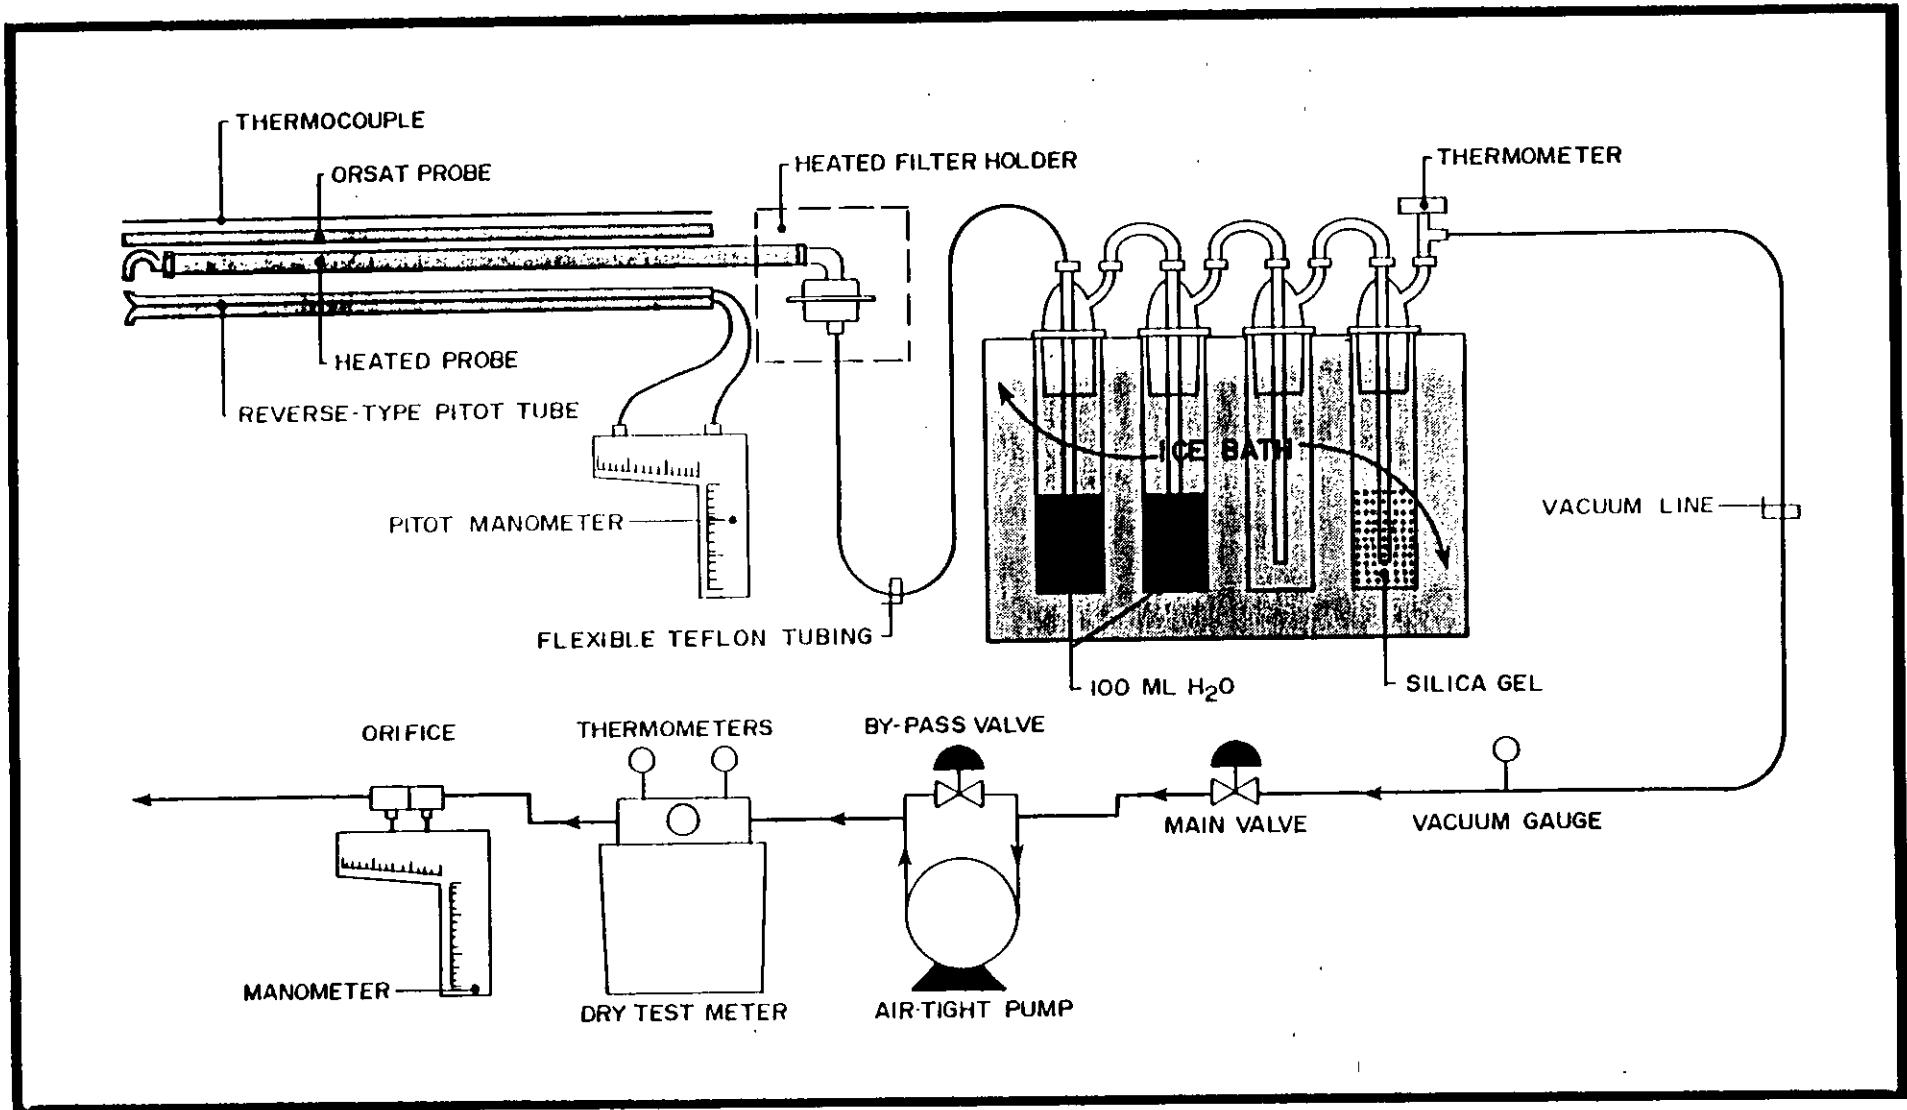 THERMOCOUPLE
ORSAT PROBE
HEATED FILTER HOLDER
THERMOMETER
HEATED PROBE
REVERSE-TYPE PITOT TUBE
ICE BATH
PITOT MANOMETER
VACUUM LINE
FLEXIBLE TEFLON TUBING
100 ML H₂O
SILICA GEL
ORIFICE
THERMOMETERS
BY-PASS VALVE
MAIN VALVE
VACUUM GAUGE
MANOMETER
DRY TEST METER
AIR-TIGHT PUMP